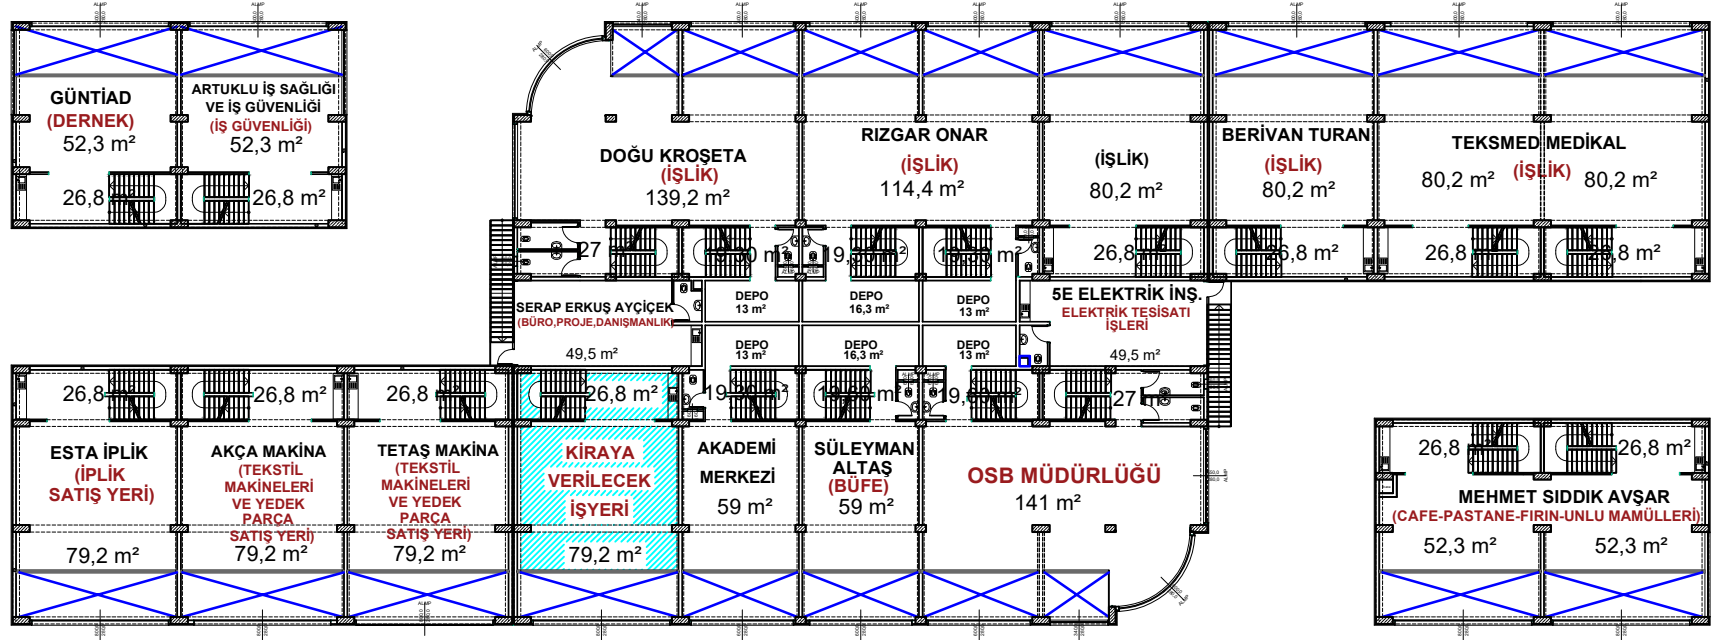 GÜNTİAD
(DERNEK)
52,3 m²
26,8 m²
ARTUKLU İŞ SAĞLIĞI
VE İŞ GÜVENLİĞİ
(İŞ GÜVENLİĞİ)
52,3 m²
26,8 m²
DOĞU KROŞETA
(İŞLİK)
139,2 m²
RIZGAR ONAR
(İŞLİK)
114,4 m²
(İŞLİK)
80,2 m²
BERİVAN TURAN
(İŞLİK)
80,2 m²
TEKSMED MEDİKAL
(İŞLİK)
80,2 m²
80,2 m²
27 m²
26,8 m²
26,8 m²
26,8 m²
26,8 m²
SERAP ERKUŞ AYÇİÇEK
(BÜRO,PROJE,DANIŞMANLIK)
49,5 m²
DEPO
13 m²
DEPO
16,3 m²
DEPO
13 m²
5E ELEKTRİK İNŞ.
ELEKTRİK TESİSATI
İŞLERİ
49,5 m²
DEPO
13 m²
DEPO
16,3 m²
DEPO
13 m²
26,8 m²
26,8 m²
26,8 m²
26,8 m²
27 m²
ESTA İPLİK
(İPLİK
SATIŞ YERİ)
79,2 m²
AKÇA MAKİNA
(TEKSTİL
MAKİNELERİ
VE YEDEK
PARÇA
SATIŞ YERİ)
79,2 m²
TETAŞ MAKİNA
(TEKSTİL
MAKİNELERİ
VE YEDEK
PARÇA
SATIŞ YERİ)
79,2 m²
KİRAYA
VERİLECEK
İŞYERİ
79,2 m²
AKADEMİ
MERKEZİ
59 m²
SÜLEYMAN
ALTAŞ
(BÜFE)
59 m²
OSB MÜDÜRLÜĞÜ
141 m²
26,8 m²
26,8 m²
MEHMET SIDDIK AVŞAR
(CAFE-PASTANE-FIRIN-UNLU MAMÜLLERİ)
52,3 m²
52,3 m²